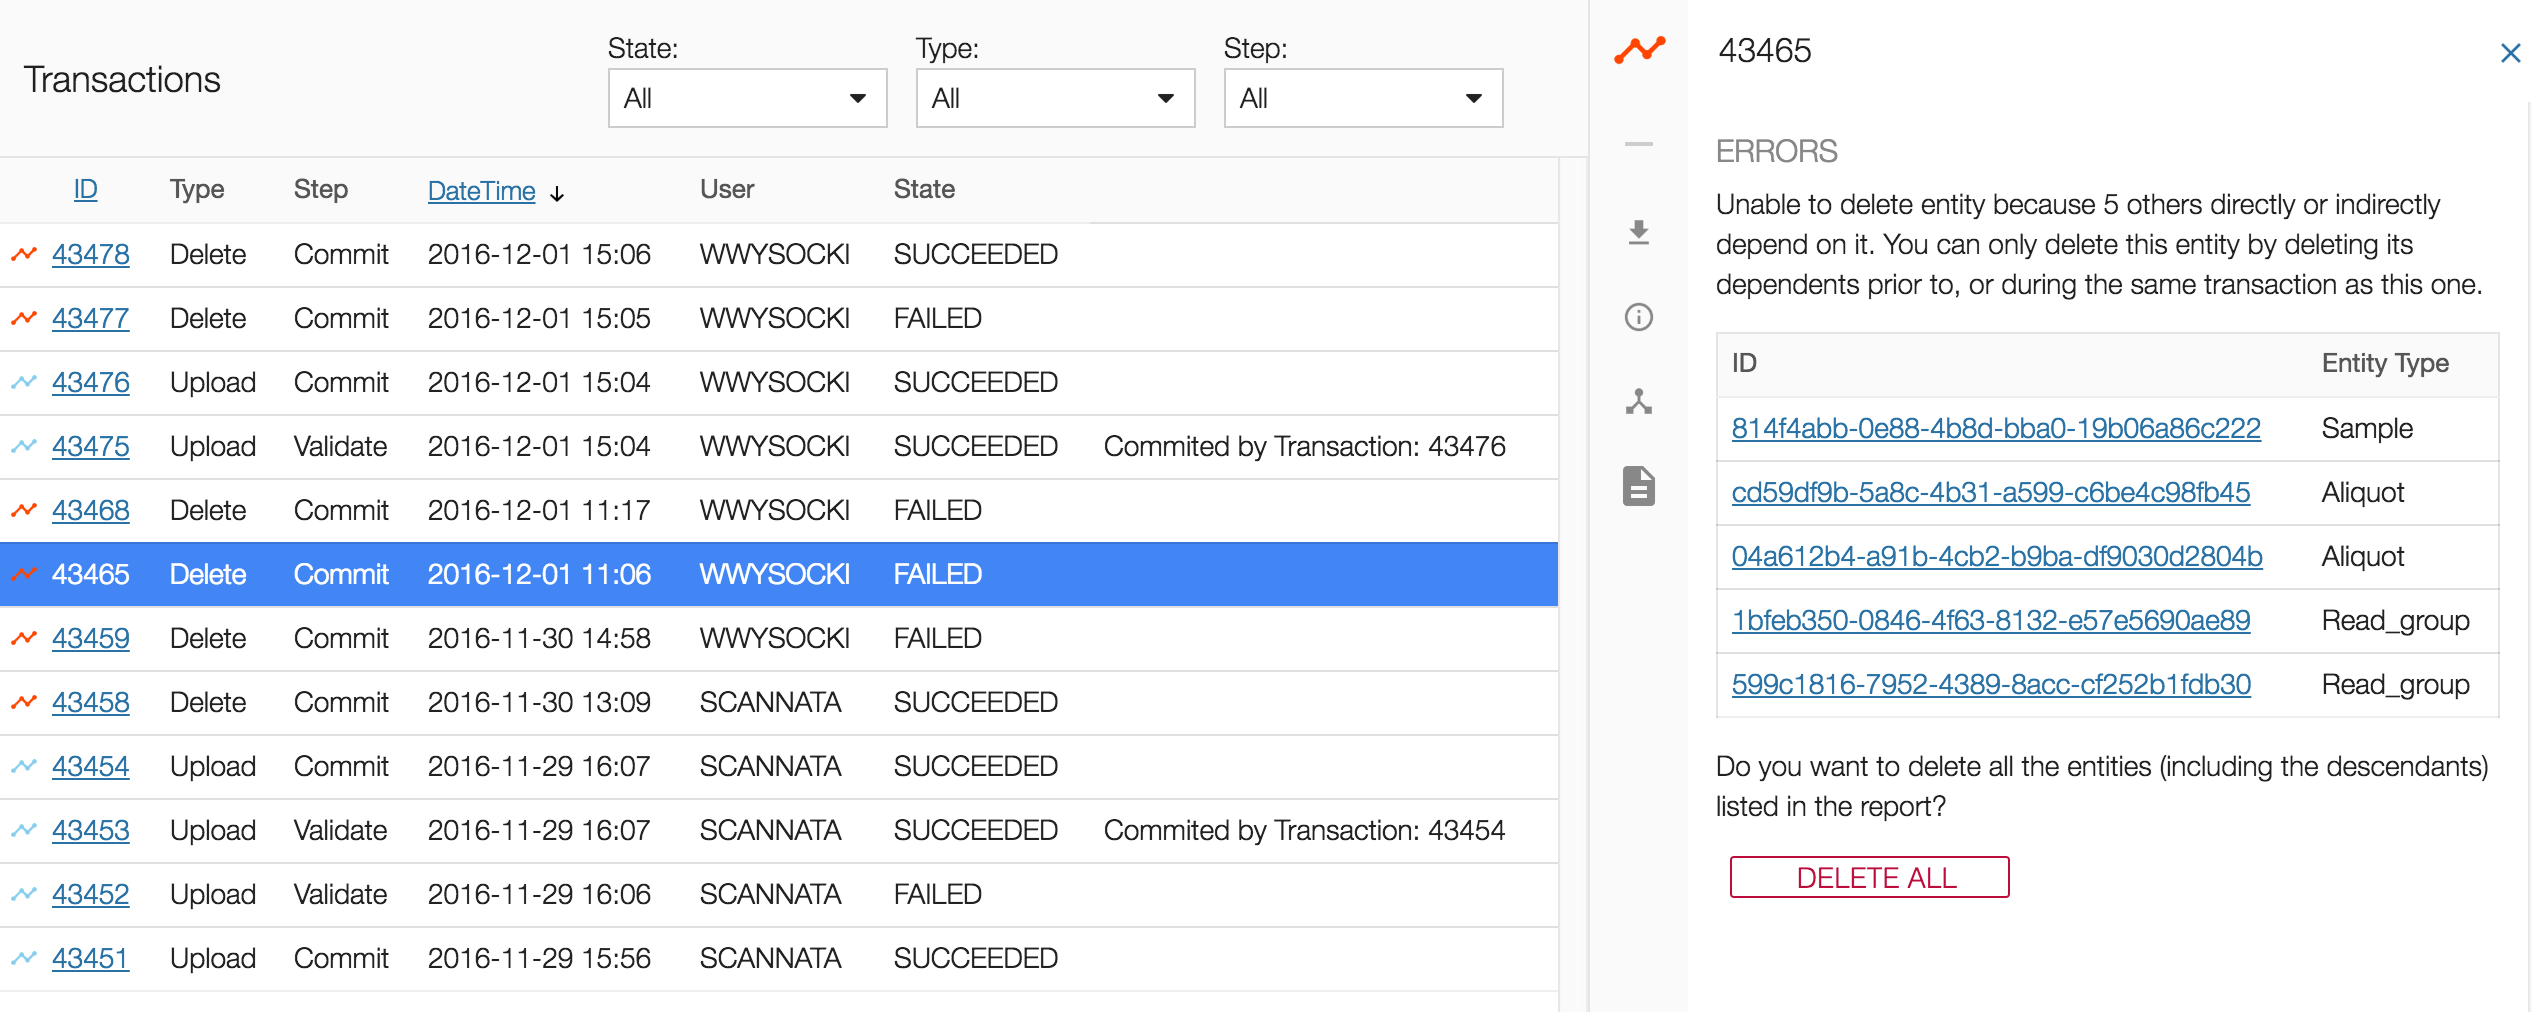 Transactions
State:
All
Type:
All
Step:
All
ID Type Step DateTime ↓ User State
43478 Delete Commit 2016-12-01 15:06 WWYSOCKI SUCCEEDED
43477 Delete Commit 2016-12-01 15:05 WWYSOCKI FAILED
43476 Upload Commit 2016-12-01 15:04 WWYSOCKI SUCCEEDED
43475 Upload Validate 2016-12-01 15:04 WWYSOCKI SUCCEEDED Commited by Transaction: 43476
43468 Delete Commit 2016-12-01 11:17 WWYSOCKI FAILED
43465 Delete Commit 2016-12-01 11:06 WWYSOCKI FAILED
43459 Delete Commit 2016-11-30 14:58 WWYSOCKI FAILED
43458 Delete Commit 2016-11-30 13:09 SCANNATA SUCCEEDED
43454 Upload Commit 2016-11-29 16:07 SCANNATA SUCCEEDED
43453 Upload Validate 2016-11-29 16:07 SCANNATA SUCCEEDED Commited by Transaction: 43454
43452 Upload Validate 2016-11-29 16:06 SCANNATA FAILED
43451 Upload Commit 2016-11-29 15:56 SCANNATA SUCCEEDED
43465
ERRORS
Unable to delete entity because 5 others directly or indirectly
depend on it. You can only delete this entity by deleting its
dependents prior to, or during the same transaction as this one.
ID Entity Type
814f4abb-0e88-4b8d-bba0-19b06a86c222 Sample
cd59df9b-5a8c-4b31-a599-c6be4c98fb45 Aliquot
04a612b4-a91b-4cb2-b9ba-df9030d2804b Aliquot
1bfeb350-0846-4f63-8132-e57e5690ae89 Read_group
599c1816-7952-4389-8acc-cf252b1fdb30 Read_group
Do you want to delete all the entities (including the descendants)
listed in the report?
DELETE ALL